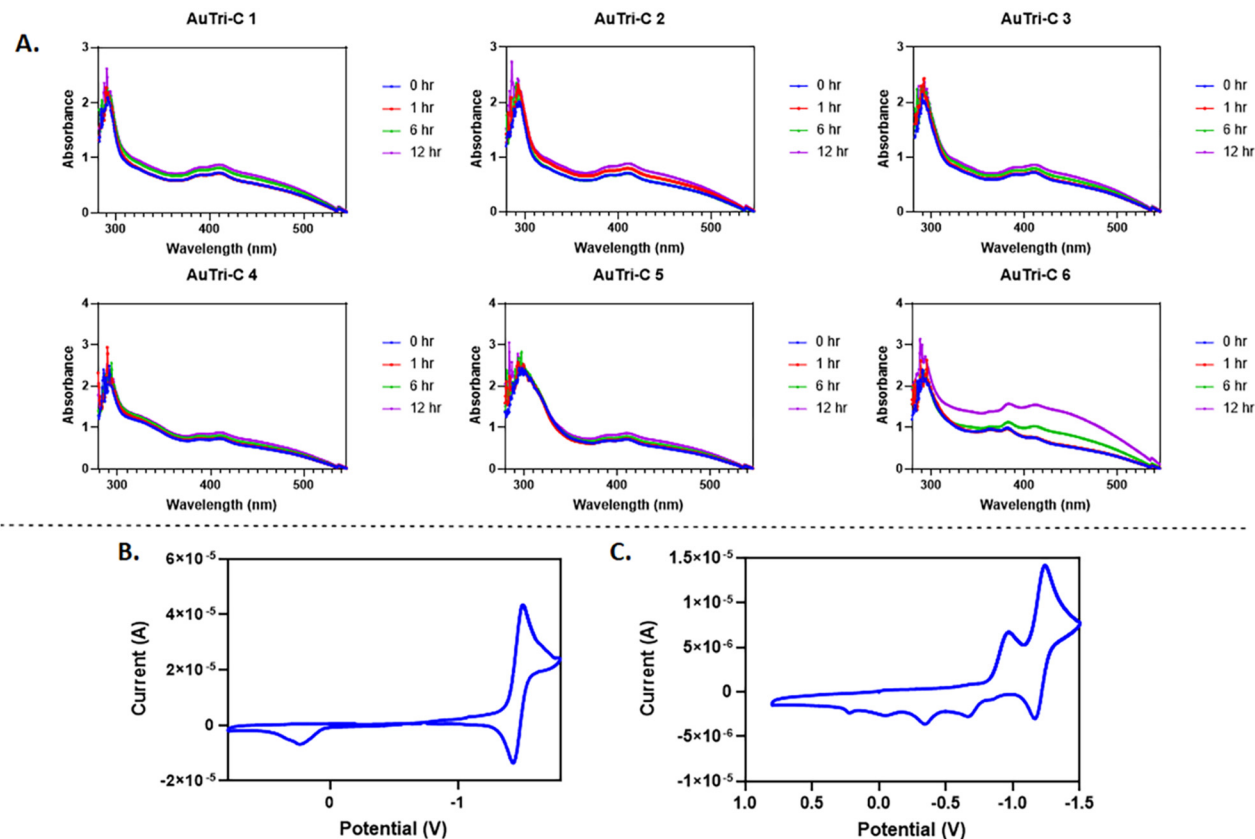 A.
AuTri-C 1
3
2
1
0
Absorbance
300 400 500
Wavelength (nm)
0 hr
1 hr
6 hr
12 hr
AuTri-C 2
3
2
1
0
Absorbance
300 400 500
Wavelength (nm)
0 hr
1 hr
6 hr
12 hr
AuTri-C 3
3
2
1
0
Absorbance
300 400 500
Wavelength (nm)
0 hr
1 hr
6 hr
12 hr
AuTri-C 4
4
3
2
1
0
Absorbance
300 400 500
Wavelength (nm)
0 hr
1 hr
6 hr
12 hr
AuTri-C 5
4
3
2
1
0
Absorbance
300 400 500
Wavelength (nm)
0 hr
1 hr
6 hr
12 hr
AuTri-C 6
4
3
2
1
0
Absorbance
300 400 500
Wavelength (nm)
0 hr
1 hr
6 hr
12 hr
B.
6×10⁻⁵
4×10⁻⁵
2×10⁻⁵
0
-2×10⁻⁵
Current (A)
0 -1
Potential (V)
C.
1.5×10⁻⁵
1×10⁻⁵
5×10⁻⁶
0
-5×10⁻⁶
-1×10⁻⁵
Current (A)
1.0 0.5 0.0 -0.5 -1.0 -1.5
Potential (V)